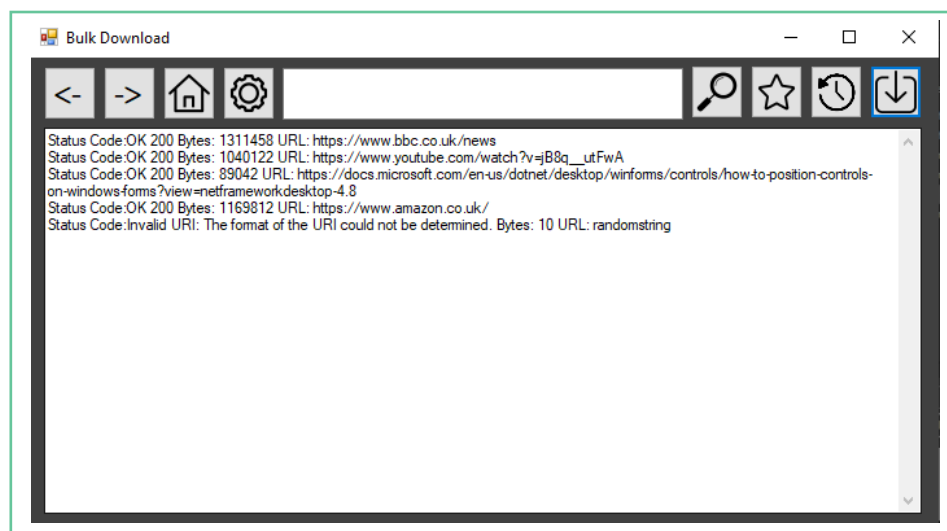 Bulk Download
<- ->
Status Code:OK 200 Bytes: 1311458 URL: https://www.bbc.co.uk/news
Status Code:OK 200 Bytes: 1040122 URL: https://www.youtube.com/watch?v=jB8q__utFwA
Status Code:OK 200 Bytes: 89042 URL: https://docs.microsoft.com/en-us/dotnet/desktop/winforms/controls/how-to-position-controls-
on-windows-forms?view=netframeworkdesktop-4.8
Status Code:OK 200 Bytes: 1169812 URL: https://www.amazon.co.uk/
Status Code:Invalid URI: The format of the URI could not be determined. Bytes: 10 URL: randomstring